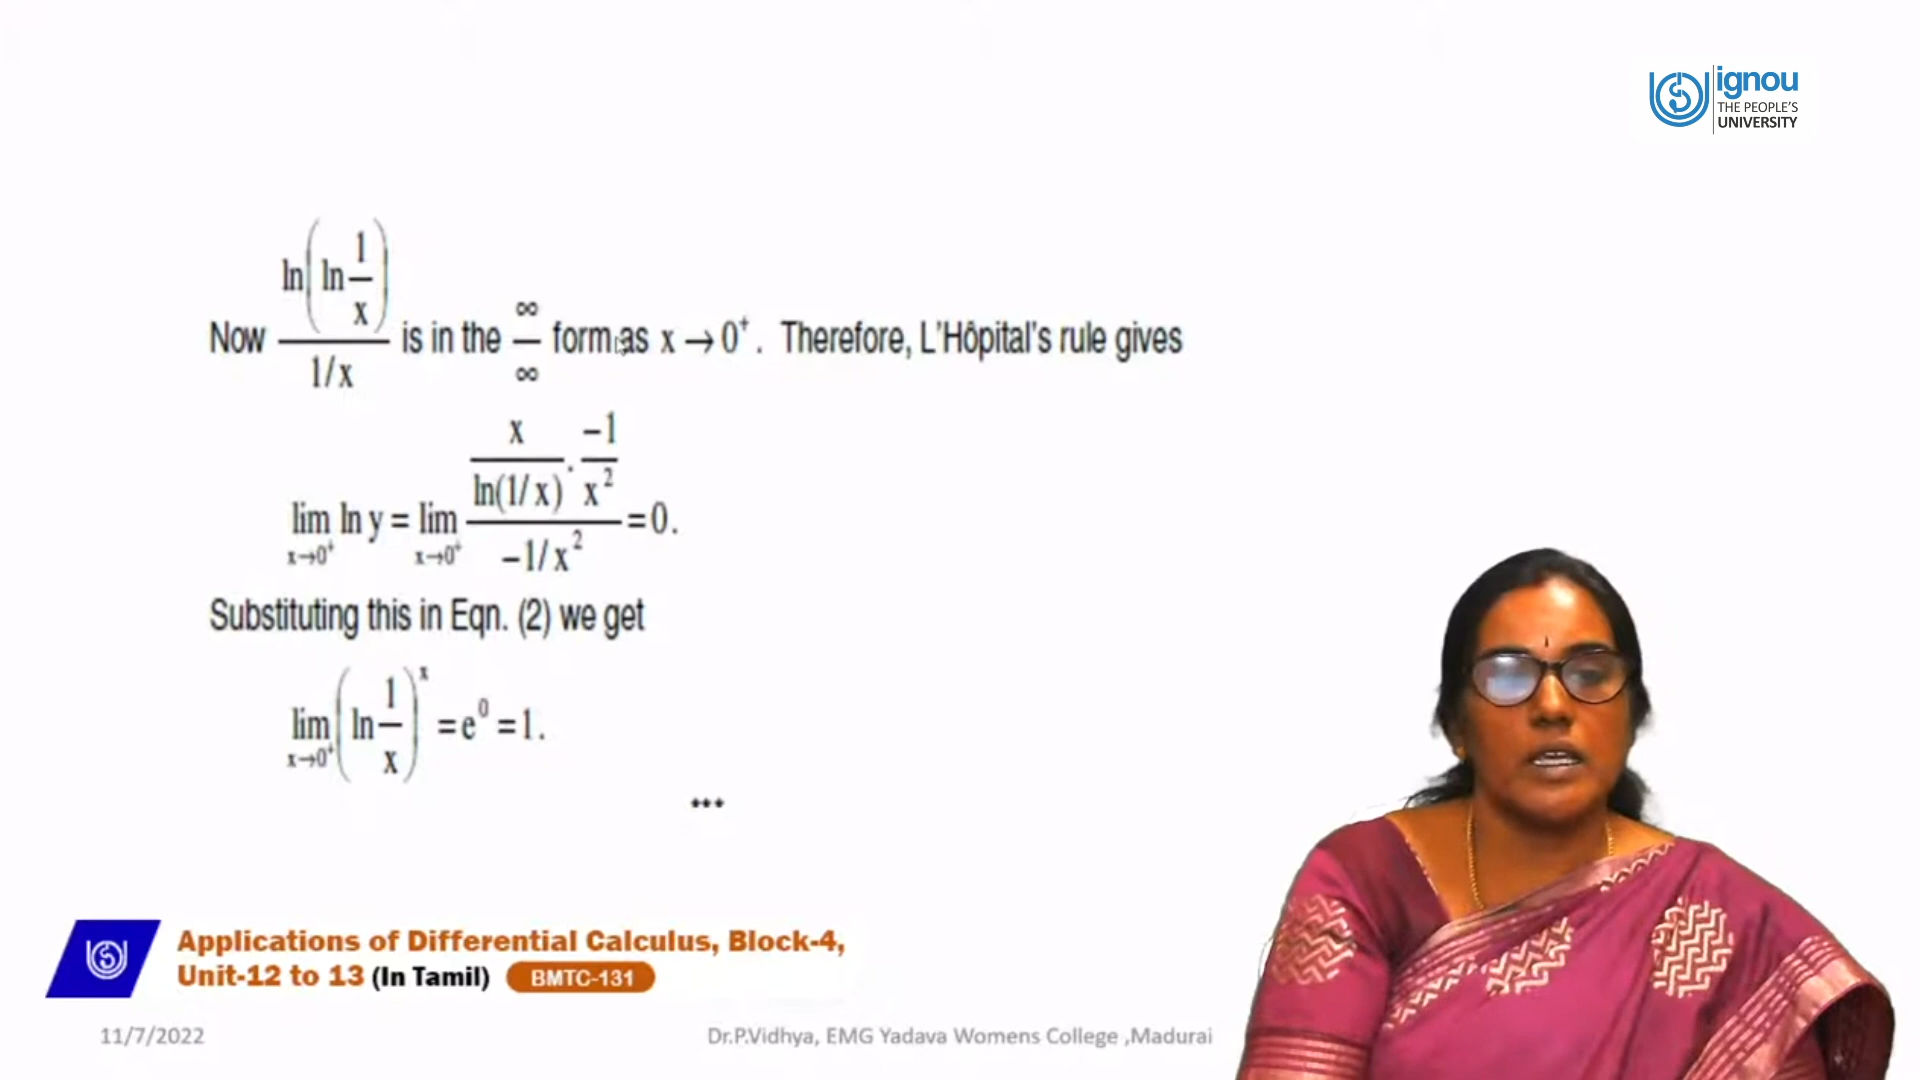 ignou
THE PEOPLE'S
UNIVERSITY
Now ln(ln 1/x) / (1/x) is in the ∞/∞ form as x → 0⁺. Therefore, L'Hôpital's rule gives
lim x→0⁺ ln y = lim x→0⁺ (x/ln(1/x) · −1/x²) / (−1/x²) = 0.
Substituting this in Eqn. (2) we get
lim x→0⁺ (ln 1/x)ˣ = e⁰ = 1.
***
Applications of Differential Calculus, Block-4,
Unit-12 to 13 (In Tamil) BMTC-131
11/7/2022 Dr.P.Vidhya, EMG Yadava Womens College ,Madurai